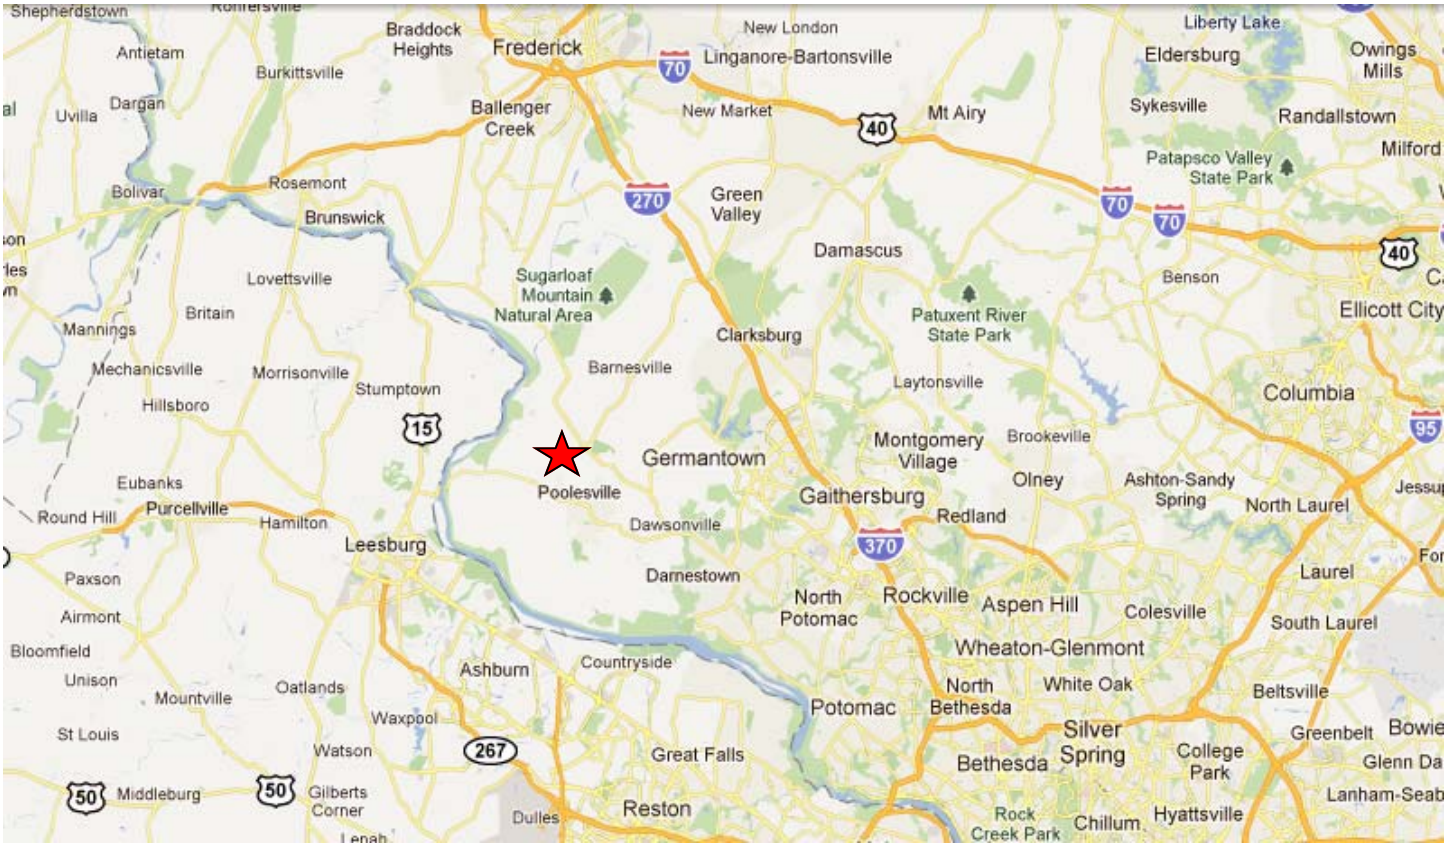 Shepherdstown
Rohrersville
Braddock
Heights
Frederick
New London
Liberty Lake
Eldersburg
Owings
Mills
Antietam
Burkittsville
70
Linganore-Bartonsville
Uvilla
Dargan
Ballenger
Creek
New Market
40
Mt Airy
Sykesville
Randallstown
Patapsco Valley
State Park
Milford
Bolivar
Rosemont
Brunswick
270
Green
Valley
70
70
40
Damascus
Lovettsville
Sugarloaf
Mountain
Natural Area
Benson
Britain
Patuxent River
State Park
Ellicott City
Mannings
Clarksburg
Mechanicsville
Morrisonville
Stumptown
Barnesville
Laytonsville
Columbia
Hillsboro
15
95
Germantown
Montgomery
Village
Brookeville
Eubanks
Poolesville
Gaithersburg
Olney
Ashton-Sandy
Spring
Round Hill
Purcellville
Hamilton
Dawsonville
Redland
North Laurel
Leesburg
370
Paxson
Darnestown
Laurel
Airmont
North
Potomac
Rockville
Aspen Hill
Colesville
South Laurel
Bloomfield
Unison
Ashburn
Countryside
Wheaton-Glenmont
Mountville
Oatlands
North
Bethesda
White Oak
Beltsville
St Louis
Waxpool
Potomac
Watson
267
Great Falls
Silver
Spring
Greenbelt
Bowie
Bethesda
College
Park
50
Middleburg
50
Gilberts
Corner
Dulles
Reston
Rock
Creek Park
Chillum
Hyattsville